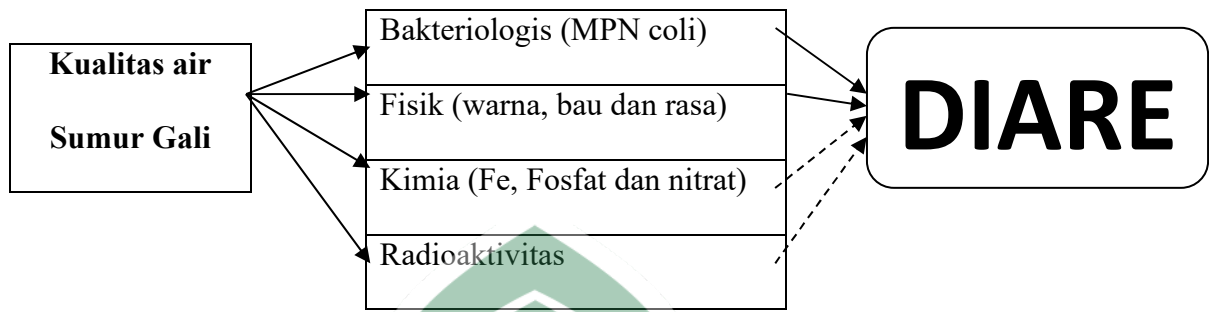 Kualitas air
Sumur Gali
Bakteriologis (MPN coli)
Fisik (warna, bau dan rasa)
Kimia (Fe, Fosfat dan nitrat)
Radioaktivitas
DIARE